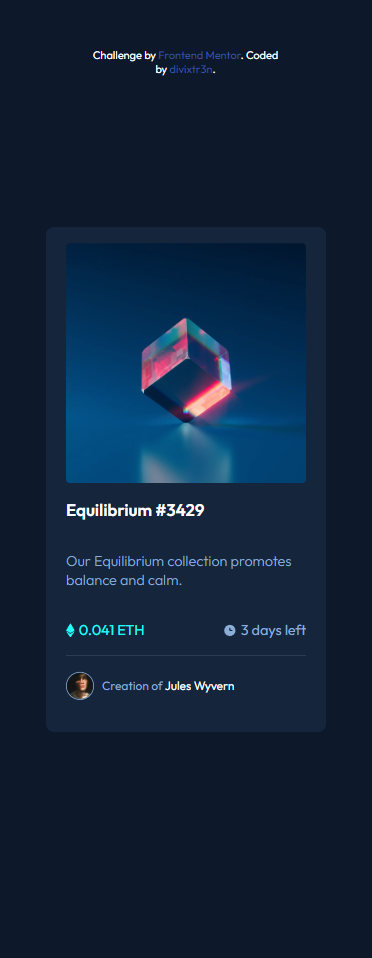 Challenge by Frontend Mentor. Coded
by divixtr3n.
Equilibrium #3429
Our Equilibrium collection promotes
balance and calm.
0.041 ETH 3 days left
Creation of Jules Wyvern